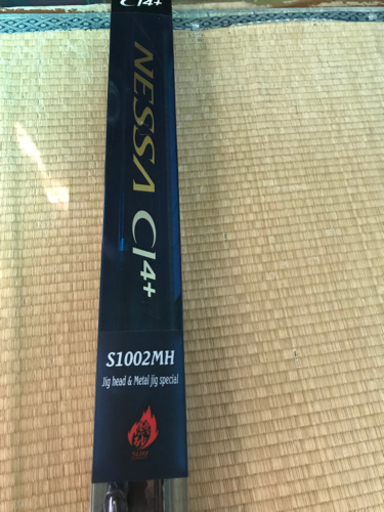 CI4+
NESSA CI4+
S1002MH
Jig head & Metal jig special